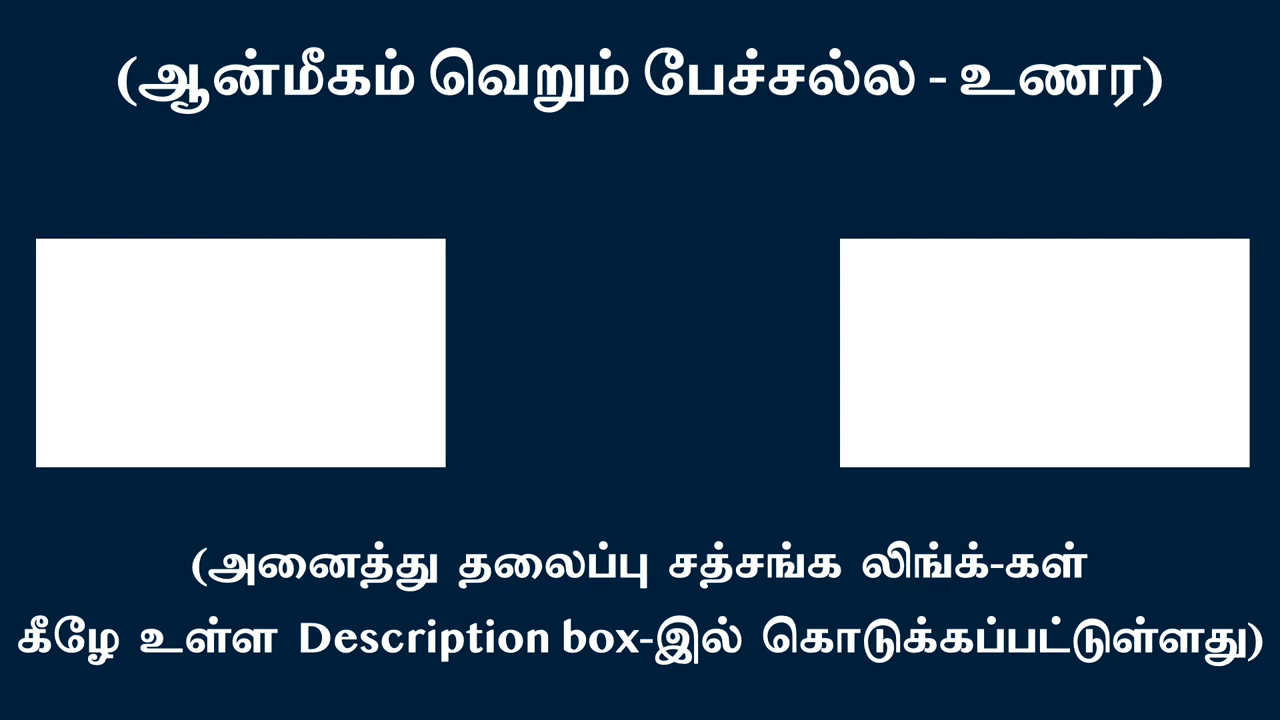 (ஆன்மீகம் வெறும் பேச்சல்ல - உணர)
(அனைத்து தலைப்பு சத்சங்க லிங்க்-கள்
கீழே உள்ள Description box-இல் கொடுக்கப்பட்டுள்ளது)